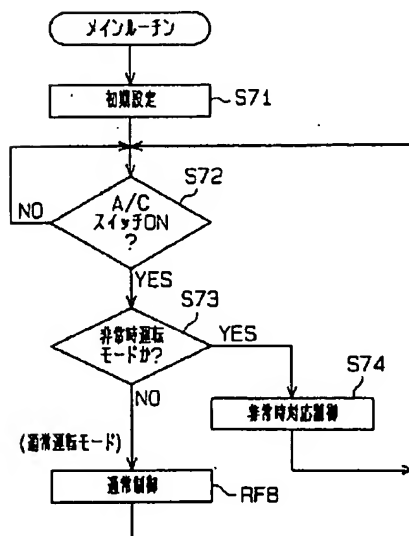 メインルーチン
初期設定
S71
S72
A/C
スイッチON
?
NO
YES
S73
非常時運転
モードか?
YES
NO
S74
非常時対応制御
(通常運転モード)
通常制御
RF8